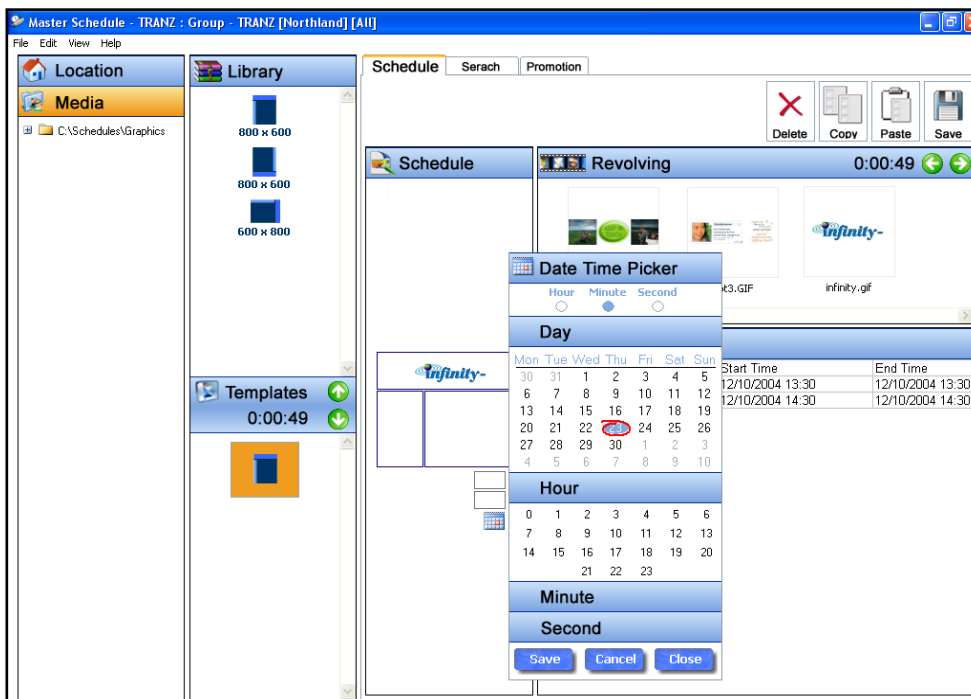 Master Schedule - TRANZ : Group - TRANZ [Northland] [All]
File Edit View Help
Location
Media
C:\Schedules\Graphics
Library
800 x 600
800 x 600
600 x 800
Templates
0:00:49
Schedule Serach Promotion
Delete Copy Paste Save
Schedule
Revolving 0:00:49
infinity-
infinity.gif
infinity-
Start Time End Time
12/10/2004 13:30 12/10/2004 13:30
12/10/2004 14:30 12/10/2004 14:30
Date Time Picker
Hour Minute Second
Day
Mon Tue Wed Thu Fri Sat Sun
30 31 1 2 3 4 5
6 7 8 9 10 11 12
13 14 15 16 17 18 19
20 21 22 23 24 25 26
27 28 29 30 1 2 3
4 5 6 7 8 9 10
Hour
0 1 2 3 4 5 6
7 8 9 10 11 12 13
14 15 16 17 18 19 20
21 22 23
Minute
Second
Save Cancel Close